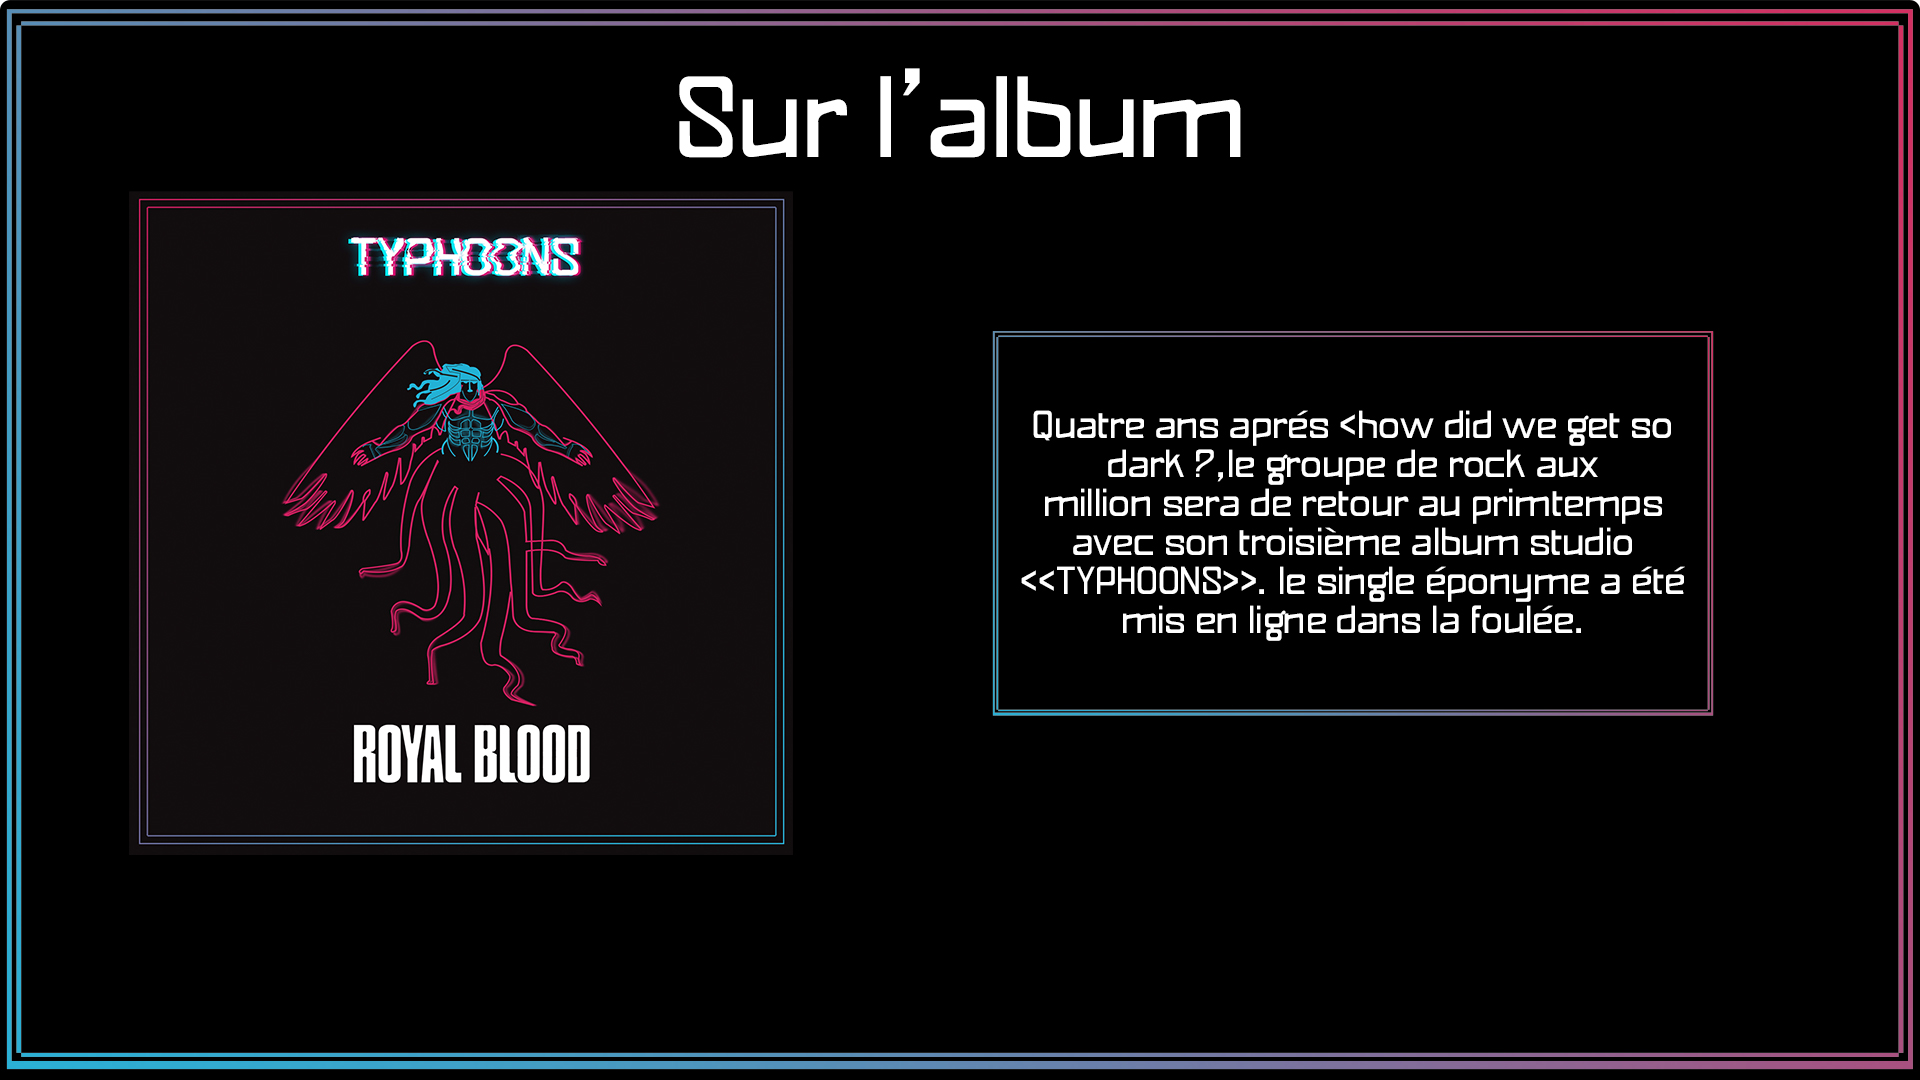 Sur l'album
TYPHOONS
ROYAL BLOOD
Quatre ans aprés <how did we get so
dark ?,le groupe de rock aux
million sera de retour au primtemps
avec son troisième album studio
<<TYPHOONS>>. le single éponyme a été
mis en ligne dans la foulée.